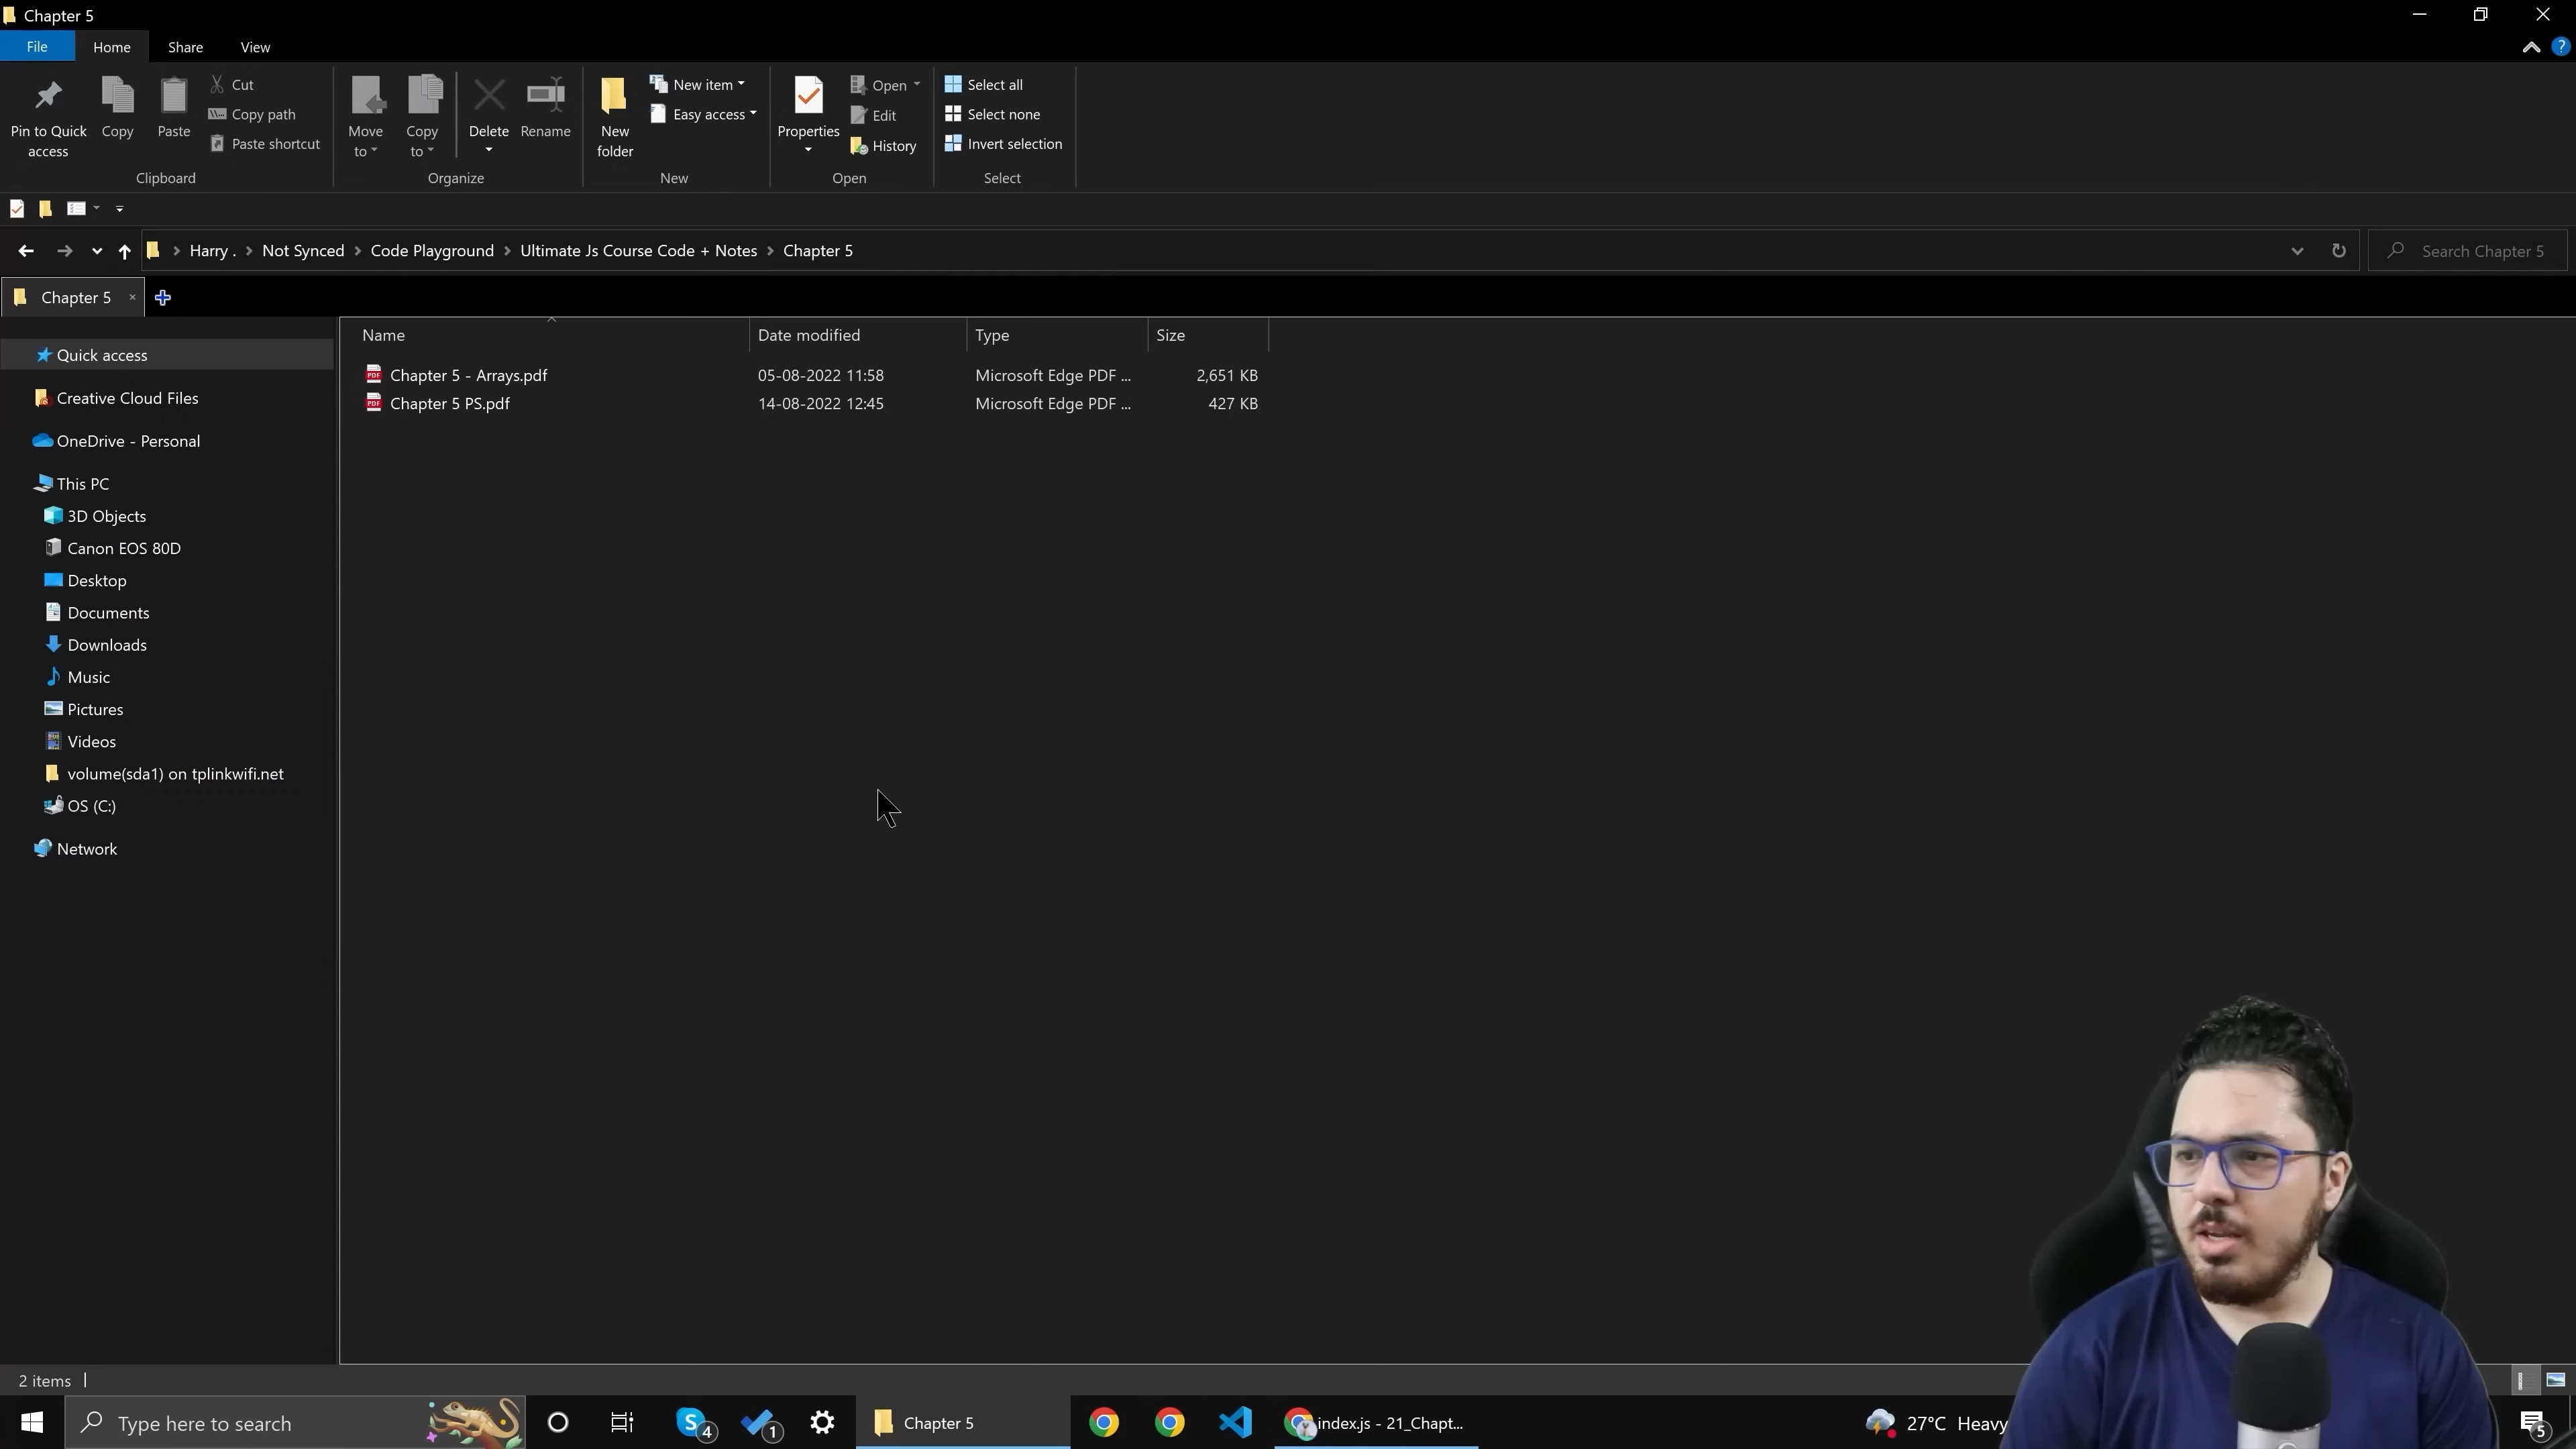 Chapter 5
File Home Share View
Pin to Quick access
Copy
Paste
Cut
Copy path
Paste shortcut
Clipboard
Move to
Copy to
Delete
Rename
Organize
New folder
New item
Easy access
New
Properties
Open
Edit
History
Open
Select all
Select none
Invert selection
Select
Harry . Not Synced Code Playground Ultimate Js Course Code + Notes Chapter 5
Search Chapter 5
Chapter 5
Name Date modified Type Size
Chapter 5 - Arrays.pdf 05-08-2022 11:58 Microsoft Edge PDF ... 2,651 KB
Chapter 5 PS.pdf 14-08-2022 12:45 Microsoft Edge PDF ... 427 KB
Quick access
Creative Cloud Files
OneDrive - Personal
This PC
3D Objects
Canon EOS 80D
Desktop
Documents
Downloads
Music
Pictures
Videos
volume(sda1) on tplinkwifi.net
OS (C:)
Network
2 items
Type here to search
4
1
Chapter 5
index.js - 21_Chapt...
27°C Heavy
5